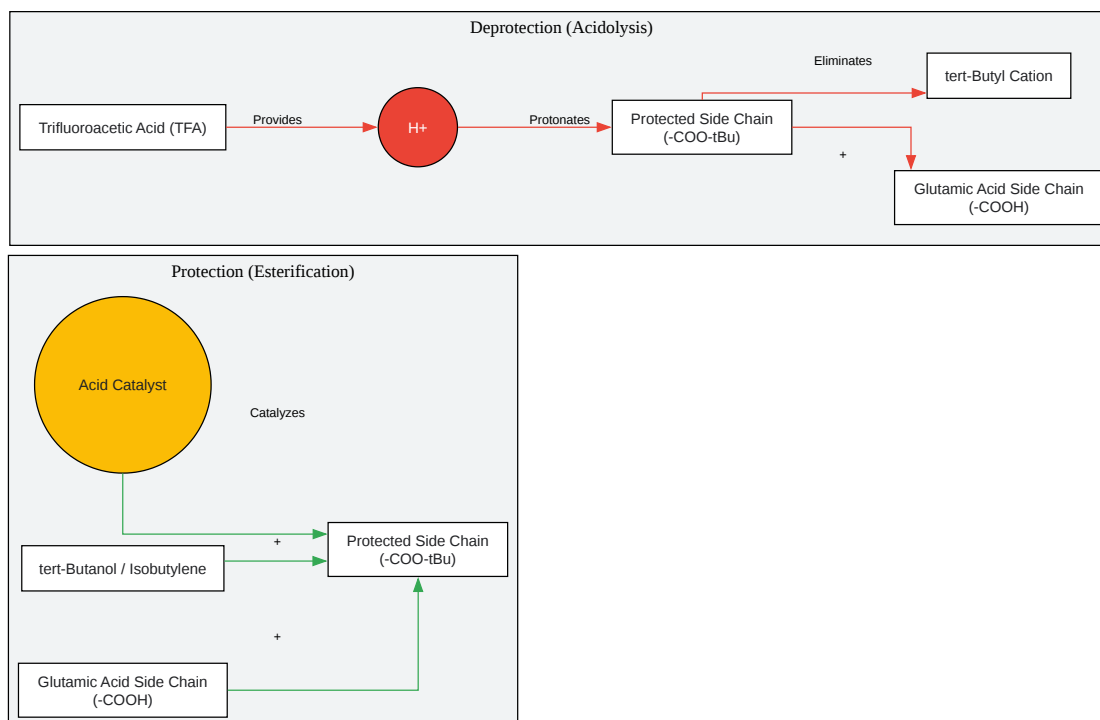 Deprotection (Acidolysis)
Eliminates
tert-Butyl Cation
Trifluoroacetic Acid (TFA)
Provides
H+
Protonates
Protected Side Chain
(-COO-tBu)
+
Glutamic Acid Side Chain
(-COOH)
Protection (Esterification)
Acid Catalyst
Catalyzes
+
Protected Side Chain
(-COO-tBu)
tert-Butanol / Isobutylene
+
Glutamic Acid Side Chain
(-COOH)